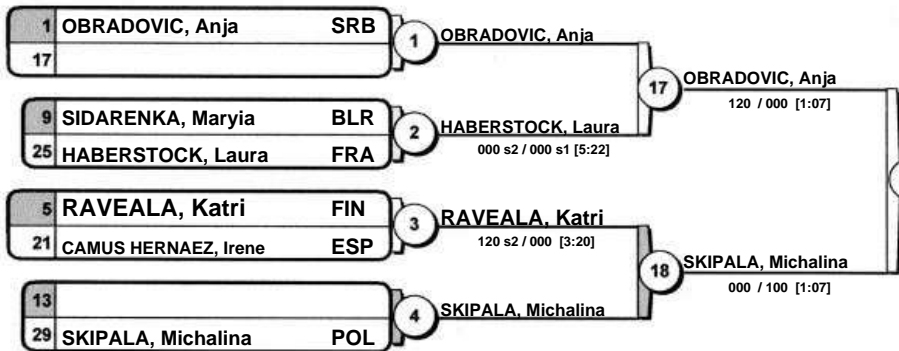 1 OBRADOVIC, Anja SRB
17
1
OBRADOVIC, Anja
9 SIDARENKA, Maryia BLR
25 HABERSTOCK, Laura FRA
2
HABERSTOCK, Laura
000 s2 / 000 s1 [5:22]
17
OBRADOVIC, Anja
120 / 000 [1:07]
5 RAVEALA, Katri FIN
21 CAMUS HERNAEZ, Irene ESP
3
RAVEALA, Katri
120 s2 / 000 [3:20]
13
29 SKIPALA, Michalina POL
4
SKIPALA, Michalina
18
SKIPALA, Michalina
000 / 100 [1:07]